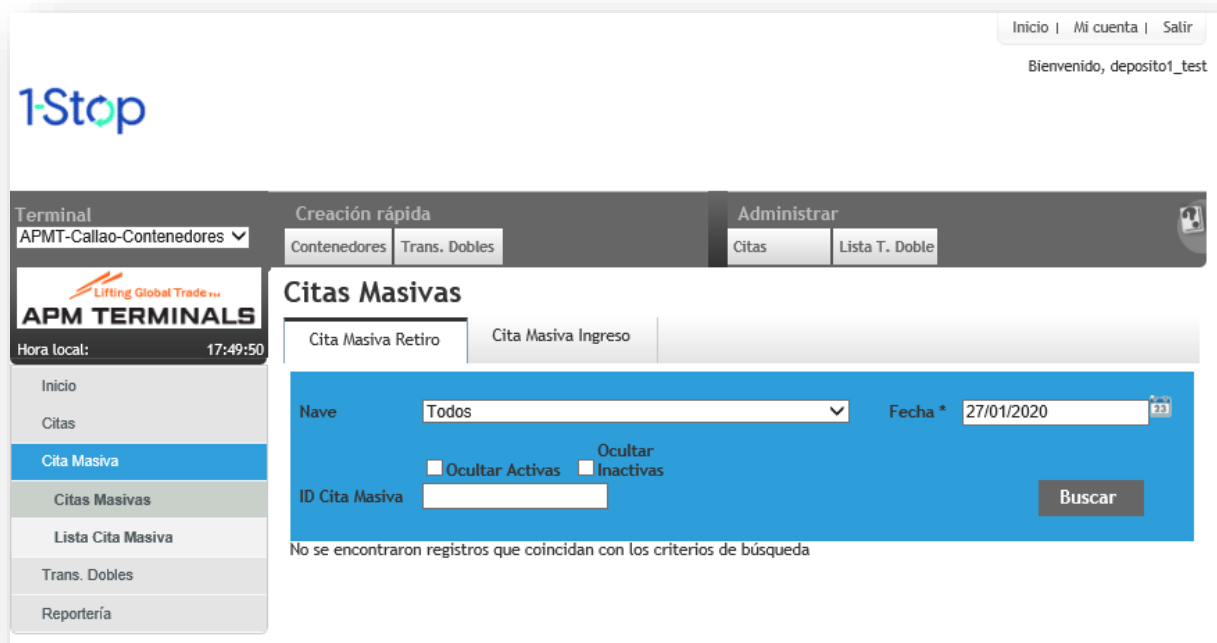 Inicio | Mi cuenta | Salir
Bienvenido, deposito1_test
1-Stop
Terminal
APMT-Callao-Contenedores
Creación rápida
Contenedores Trans. Dobles
Administrar
Citas Lista T. Doble
Lifting Global Trade™
APM TERMINALS
Hora local: 17:49:50
Inicio
Citas
Cita Masiva
Citas Masivas
Lista Cita Masiva
Trans. Dobles
Reportería
Citas Masivas
Cita Masiva Retiro Cita Masiva Ingreso
Nave Todos Fecha * 27/01/2020 23
Ocultar Activas Ocultar
Inactivas
ID Cita Masiva Buscar
No se encontraron registros que coincidan con los criterios de búsqueda